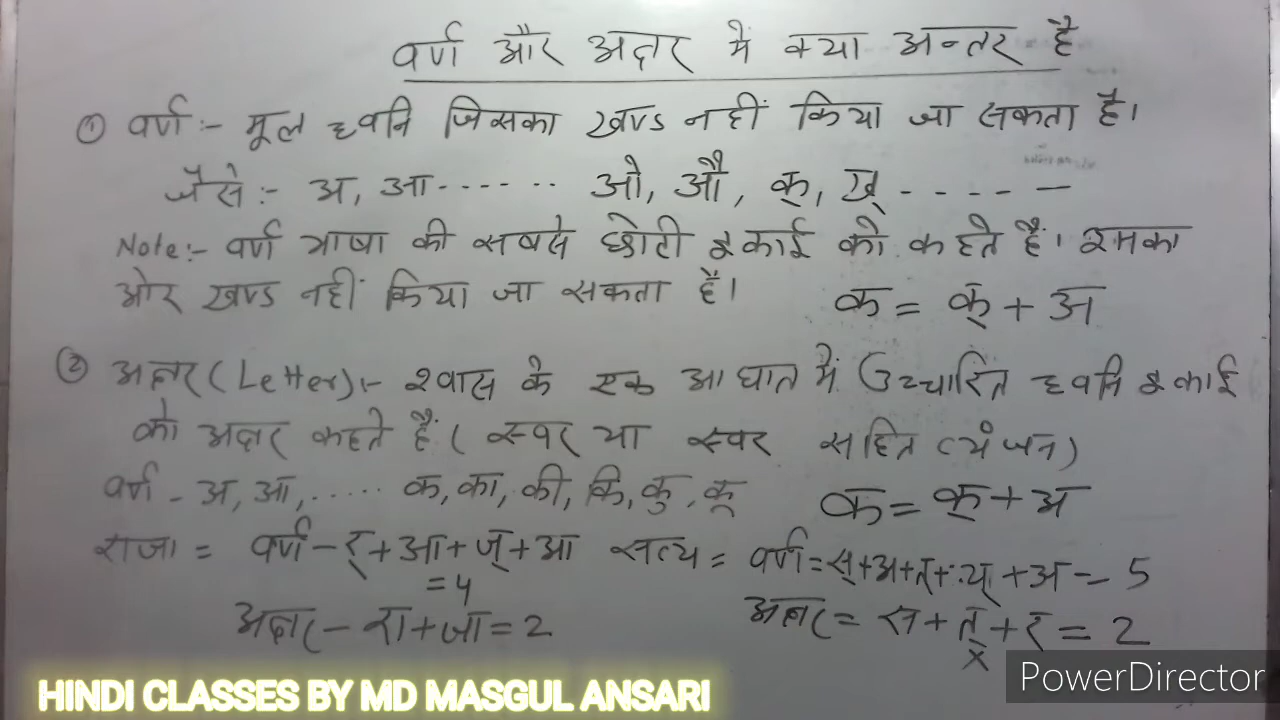 वर्ण और अक्षर में क्या अन्तर है
① वर्ण :- मूल ध्वनि जिसका खण्ड नहीं किया जा सकता है।
जैसे :- अ, आ ------ ओ, औ, क्, ख् -----
Note:- वर्ण भाषा की सबसे छोटी इकाई को कहते हैं। इसका
ओर खण्ड नहीं किया जा सकता है।
क = क् + अ
② अक्षर (Letter) :- श्वास के एक आघात में उच्चारित ध्वनि इकाई
को अक्षर कहते हैं ( स्वर या स्वर सहित व्यंजन)
वर्ण - अ, आ, ..... क, का, की, कि, कु, कू
क = क् + अ
राजा = वर्ण - र् + आ + ज् + आ
= 4
अक्षर - रा + जा = 2
सत्य = वर्ण = स् + अ + त् + य् + अ = 5
अक्षर = स + त् + र = 2
x
HINDI CLASSES BY MD MASGUL ANSARI
PowerDirector